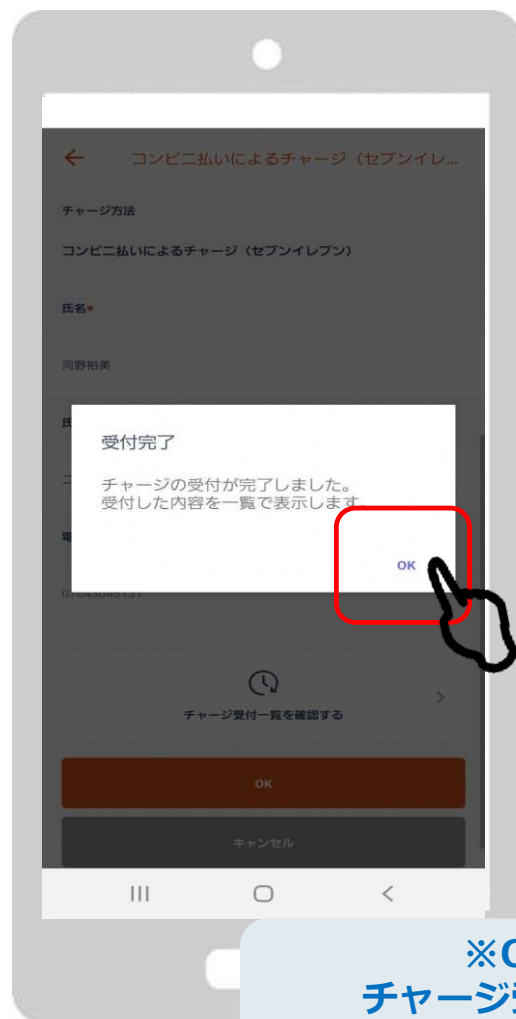 コンビニ払いによるチャージ（セブンイレ...
チャージ方法
コンビニ払いによるチャージ（セブンイレブン）
氏名*
河野裕美
氏
受付完了
チャージの受付が完了しました。
受付した内容を一覧で表示します。
電
OK
チャージ受付一覧を確認する
OK
キャンセル
※O
チャージ受